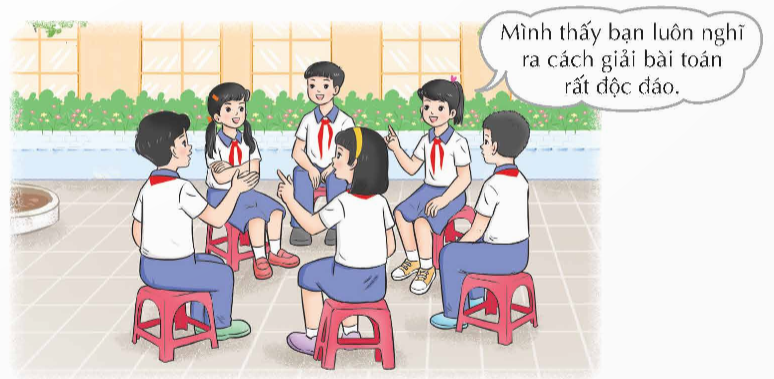 Mình thấy bạn luôn nghĩ
ra cách giải bài toán
rất độc đáo.